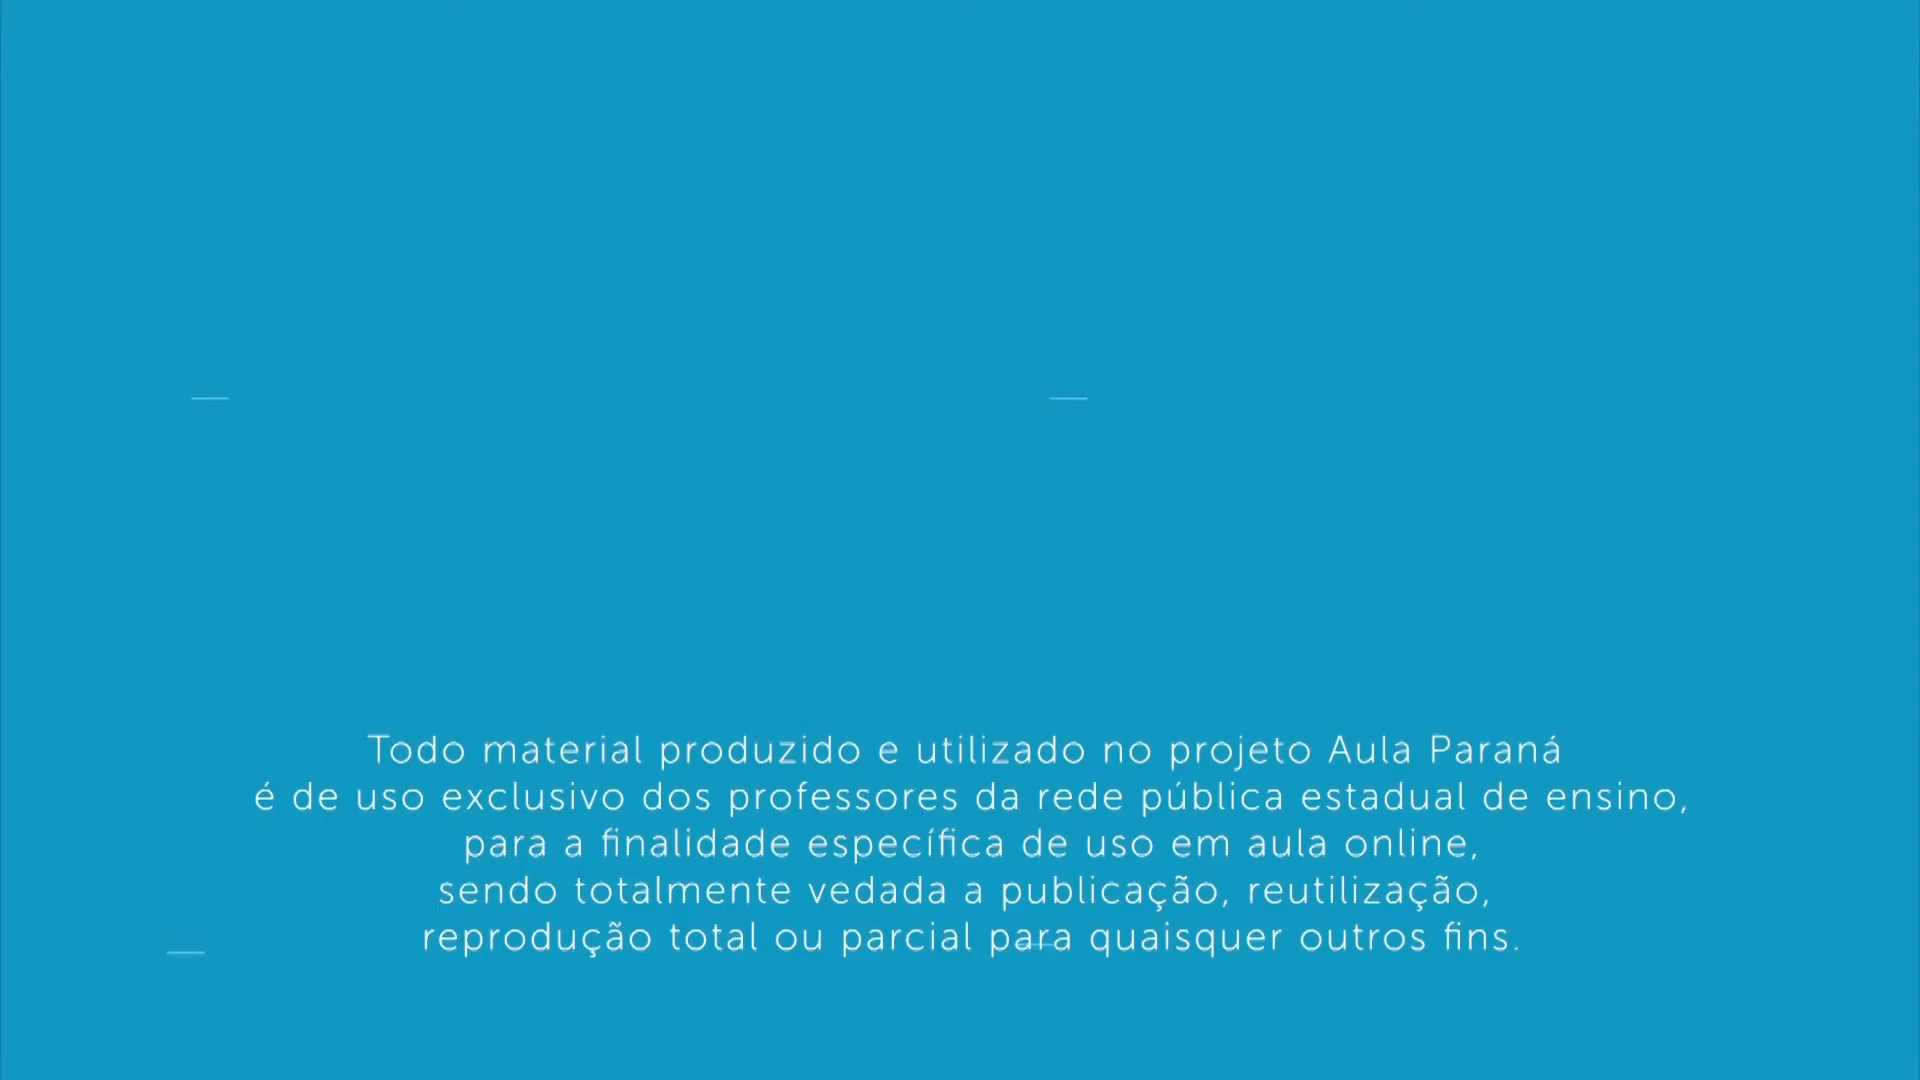 Todo material produzido e utilizado no projeto Aula Paraná
é de uso exclusivo dos professores da rede pública estadual de ensino,
para a finalidade específica de uso em aula online,
sendo totalmente vedada a publicação, reutilização,
reprodução total ou parcial para quaisquer outros fins.